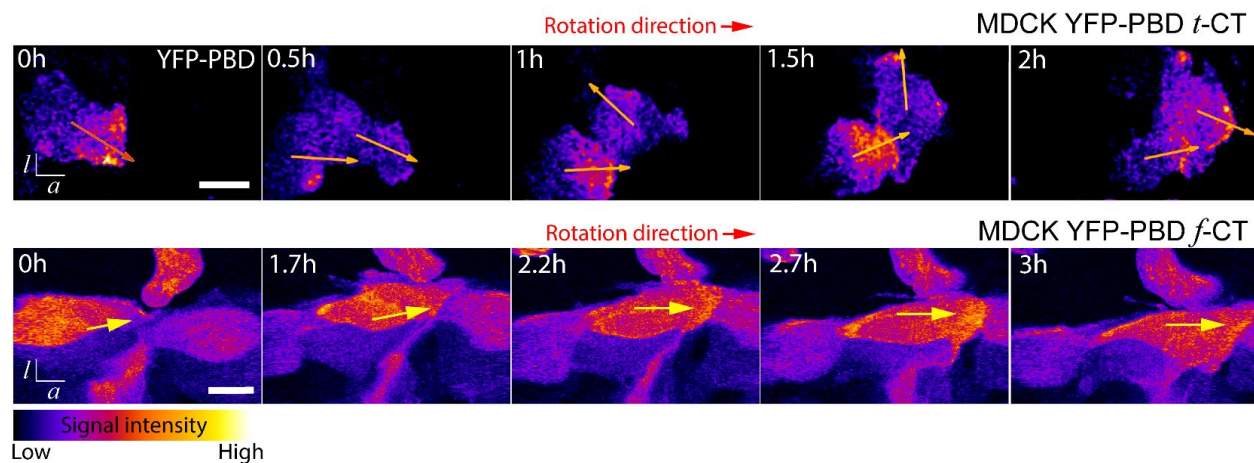 Rotation direction MDCK YFP-PBD t-CT
0h YFP-PBD 0.5h 1h 1.5h 2h
l
a
Rotation direction MDCK YFP-PBD f-CT
0h 1.7h 2.2h 2.7h 3h
l
a
Signal intensity
Low High